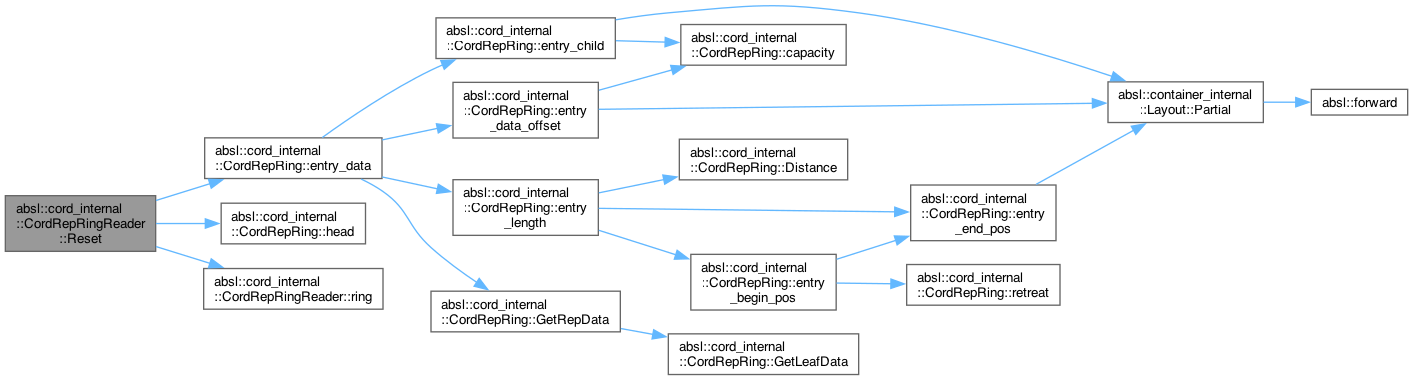 absl::cord_internal
::CordRepRingReader
::Reset
absl::cord_internal
::CordRepRing::entry_data
absl::cord_internal
::CordRepRing::head
absl::cord_internal
::CordRepRingReader::ring
absl::cord_internal
::CordRepRing::entry_child
absl::cord_internal
::CordRepRing::entry
_data_offset
absl::cord_internal
::CordRepRing::entry
_length
absl::cord_internal
::CordRepRing::GetRepData
absl::cord_internal
::CordRepRing::capacity
absl::cord_internal
::CordRepRing::Distance
absl::cord_internal
::CordRepRing::entry
_begin_pos
absl::cord_internal
::CordRepRing::GetLeafData
absl::cord_internal
::CordRepRing::entry
_end_pos
absl::cord_internal
::CordRepRing::retreat
absl::container_internal
::Layout::Partial
absl::forward